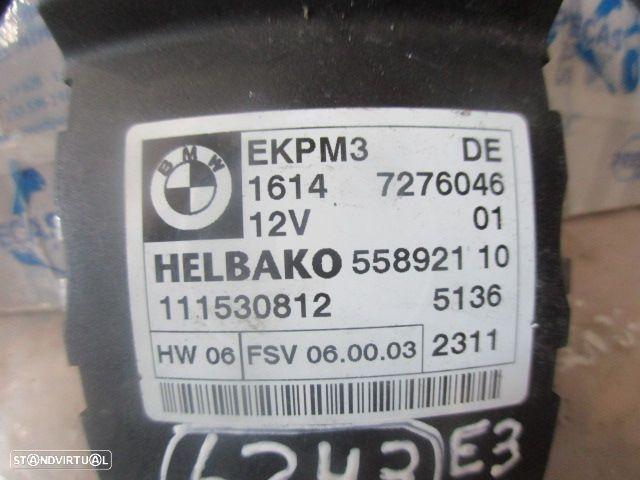 BMW
EKPM3 DE
1614 7276046
12V 01
HELBAKO 558921 10
111530812 5136
HW 06 FSV 06.00.03 2311
6243 E3
STANDVIRTUAL